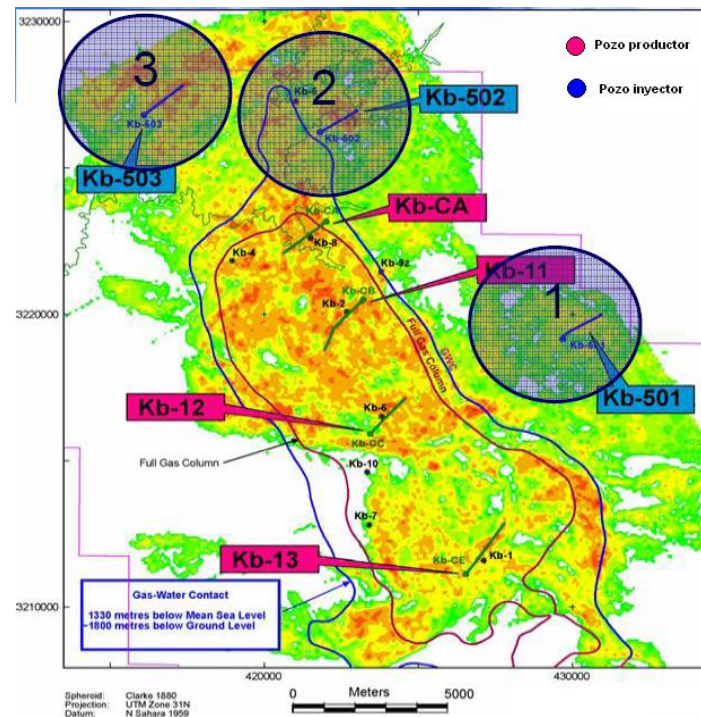 3230000
3220000
3210000
3
2
1
Pozo productor
Pozo inyector
Kb-502
Kb-502
Kb-503
Kb-503
Kb-CA
Kb-CA
Kb-8
Kb-4
Kb-9z
Kb-11
Kb-CB
Kb-2
Full Gas Column
GWC
Kb-501
Kb-12
Kb-6
Kb-CC
Full Gas Column
Kb-10
Kb-7
Kb-13
Kb-CE
Kb-1
Gas-Water Contact
1330 metres below Mean Sea Level
~1800 metres below Ground Level
420000
430000
Spheroid: Clarke 1880
Projection: UTM Zone 31N
Datum: N Sahara 1959
Meters
0
5000